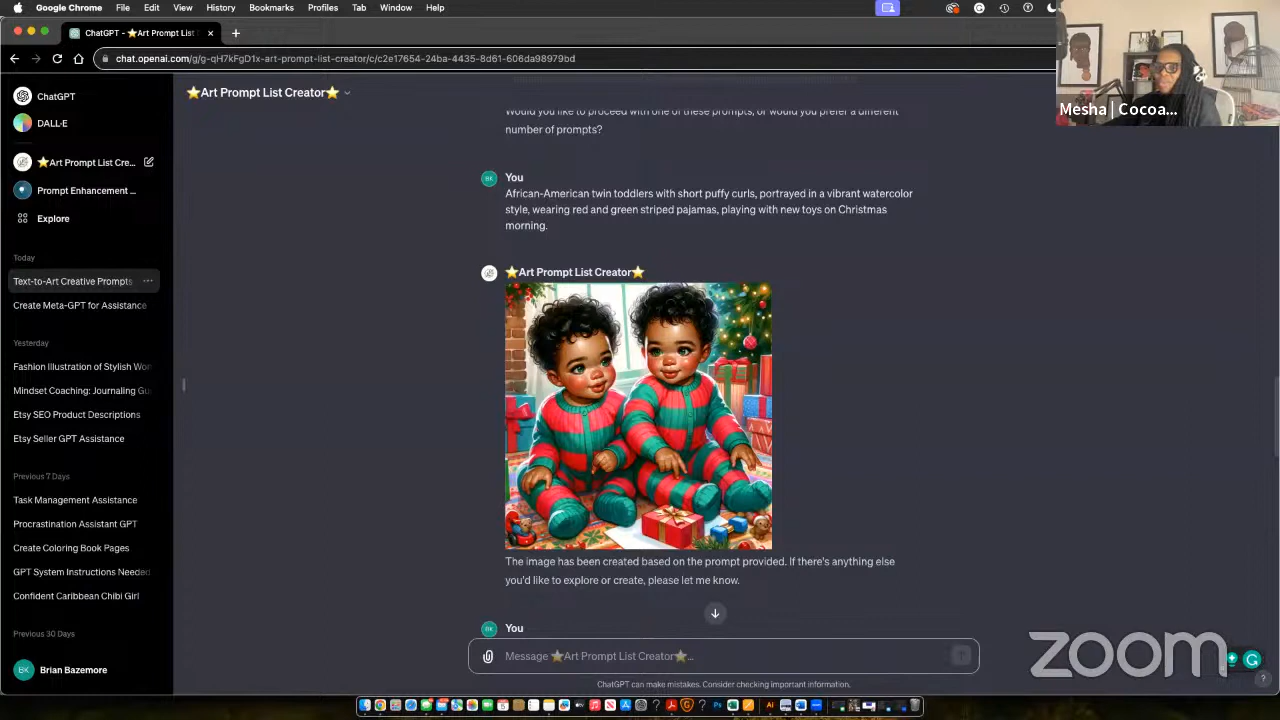 Google Chrome File Edit View History Bookmarks Profiles Tab Window Help
ChatGPT - ⭐Art Prompt List
chat.openai.com/g/g-qH7kFgD1x-art-prompt-list-creator/c/c2e17654-24ba-4435-8d61-606da98979bd
Mesha | Cocoa...
ChatGPT
DALL·E
⭐Art Prompt List Cre...
Prompt Enhancement ...
Explore
Today
Text-to-Art Creative Prompts
Create Meta-GPT for Assistance
Yesterday
Fashion Illustration of Stylish Wom
Mindset Coaching: Journaling Gu
Etsy SEO Product Descriptions
Etsy Seller GPT Assistance
Previous 7 Days
Task Management Assistance
Procrastination Assistant GPT
Create Coloring Book Pages
GPT System Instructions Needed
Confident Caribbean Chibi Girl
Previous 30 Days
BK Brian Bazemore
⭐Art Prompt List Creator⭐
Would you like to proceed with one of these prompts, or would you prefer a different
number of prompts?
BK You
African-American twin toddlers with short puffy curls, portrayed in a vibrant watercolor
style, wearing red and green striped pajamas, playing with new toys on Christmas
morning.
⭐Art Prompt List Creator⭐
The image has been created based on the prompt provided. If there's anything else
you'd like to explore or create, please let me know.
BK You
Message ⭐Art Prompt List Creator⭐...
ChatGPT can make mistakes. Consider checking important information.
zoom
?